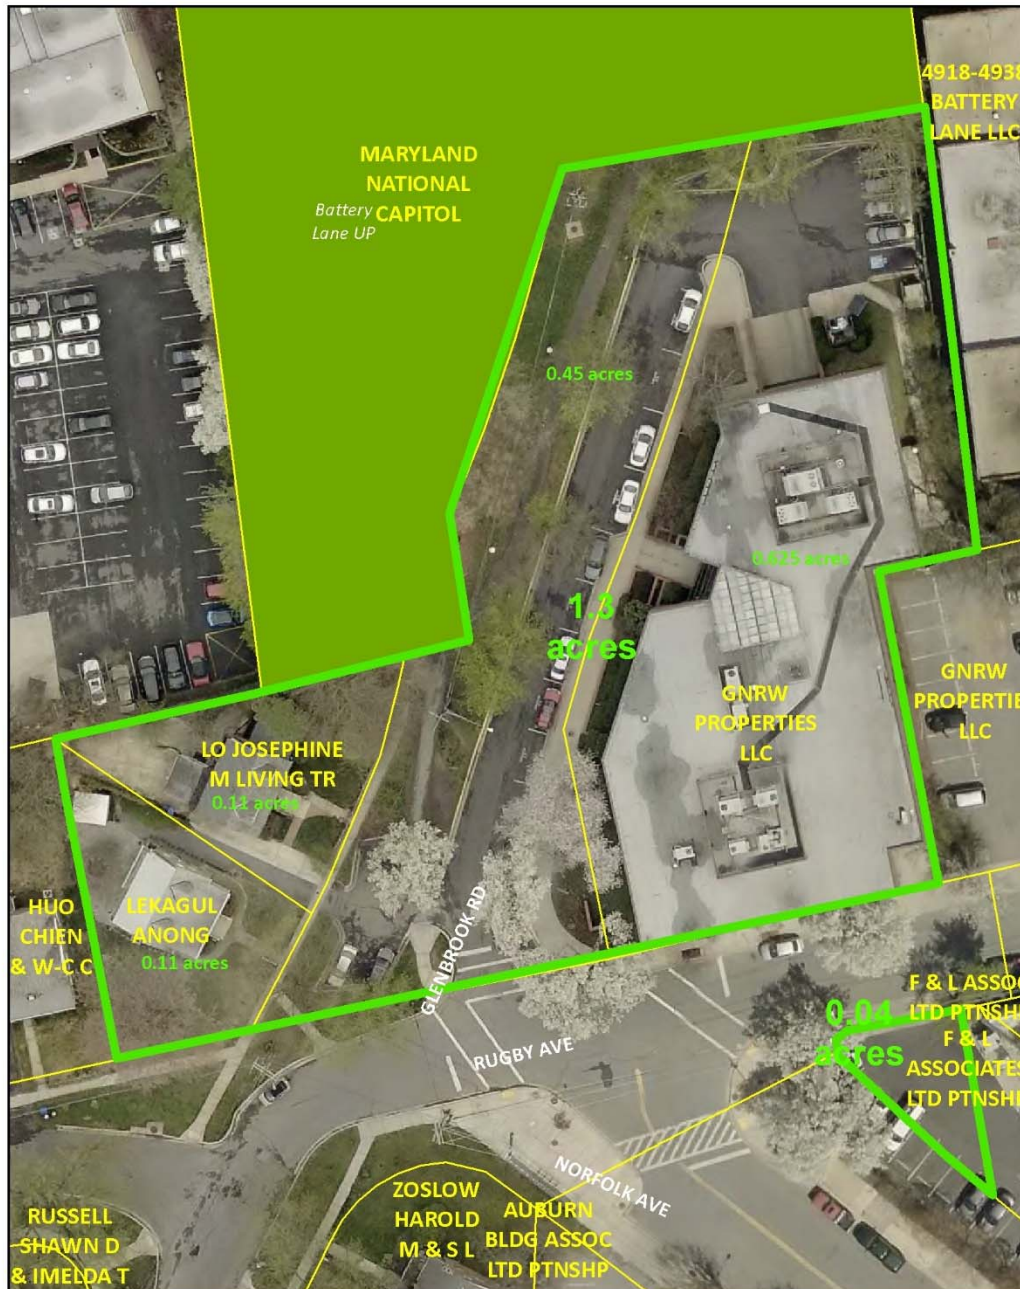 4918-4938
BATTERY
LANE LLC
MARYLAND
NATIONAL
CAPITOL
Battery
Lane UP
0.45 acres
0.625 acres
1.3
acres
GNRW
PROPERTIES
LLC
GNRW
PROPERTIE
LLC
LO JOSEPHINE
M LIVING TR
0.11 acres
HUO
CHIEN
& W-C C
LEKAGUL
ANONG
0.11 acres
GLENBROOK RD
RUGBY AVE
NORFOLK AVE
0.04
acres
F & L ASSOC
LTD PTNSH
F & L
ASSOCIATES
LTD PTNSHI
ZOSLOW
HAROLD
M & S L
AUBURN
BLDG ASSOC
LTD PTNSHP
RUSSELL
SHAWN D
& IMELDA T